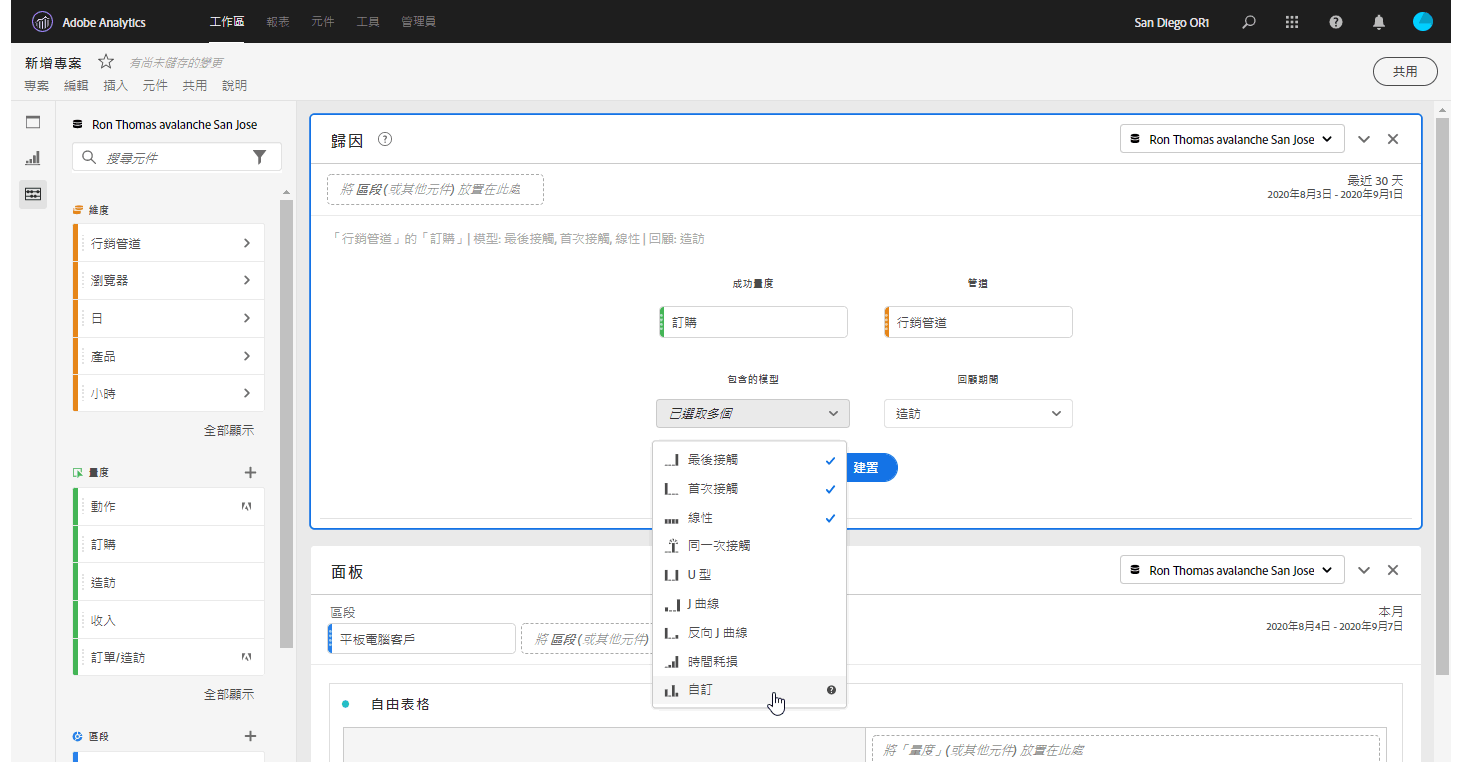 Adobe Analytics 工作區 報表 元件 工具 管理員 San Diego OR1
新增專案 有尚未儲存的變更
專案 編輯 插入 元件 共用 說明 共用
Ron Thomas avalanche San Jose
搜尋元件
維度
行銷管道
瀏覽器
日
產品
小時
全部顯示
量度
動作
訂購
造訪
收入
訂單/造訪
全部顯示
區段
歸因 Ron Thomas avalanche San Jose
將 區段 (或其他元件) 放置在此處 最近 30 天
2020年8月3日 - 2020年9月1日
「行銷管道」的「訂購」| 模型: 最後接觸, 首次接觸, 線性 | 回顧: 造訪
成功量度 管道
訂購 行銷管道
包含的模型 回顧期間
已選取多個 造訪
最後接觸
建置
首次接觸
線性
同一次接觸
U 型
J 曲線
反向 J 曲線
時間耗損
自訂
面板 Ron Thomas avalanche San Jose
區段 本月
平板電腦客戶 將 區段 (或其他元件) 2020年8月4日 - 2020年9月7日
自由表格
將「量度」(或其他元件) 放置在此處